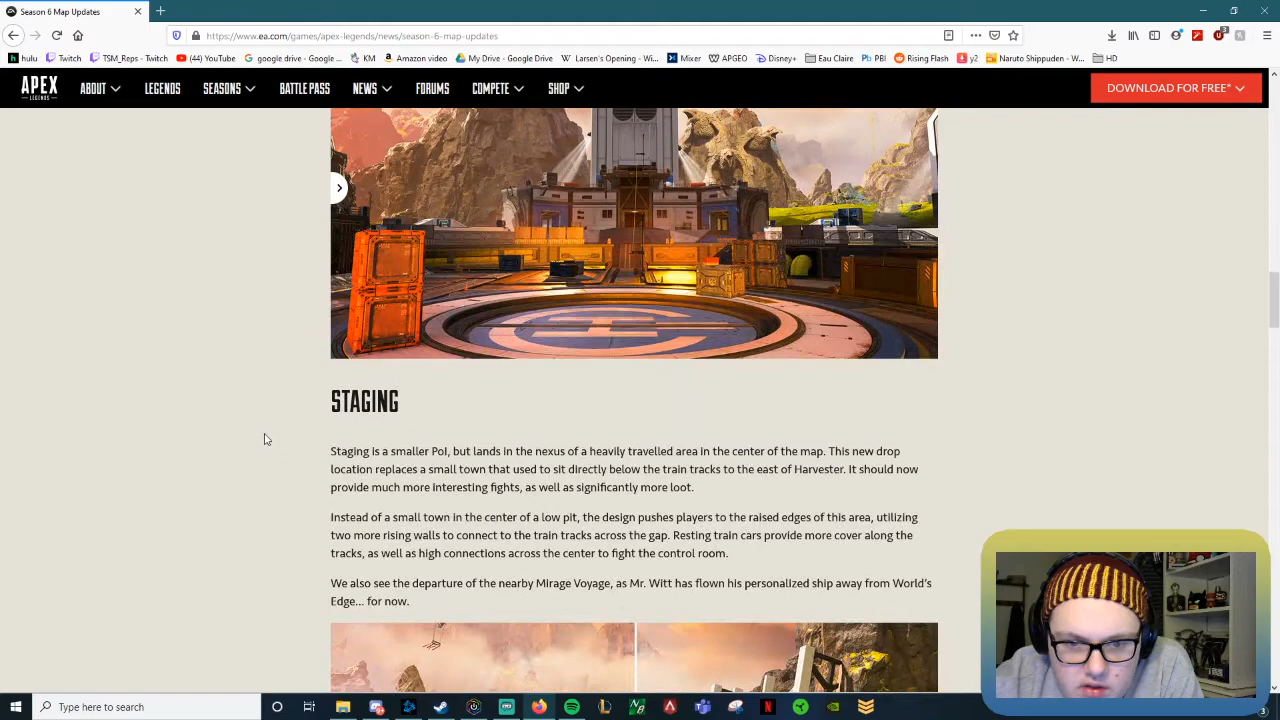 Season 6 Map Updates
https://www.ea.com/games/apex-legends/news/season-6-map-updates
hulu
Twitch
TSM_Reps - Twitch
(44) YouTube
google drive - Google ...
KM
Amazon video
My Drive - Google Drive
Larsen's Opening - Wi...
Mixer
APGEO
Disney+
Eau Claire
PBI
Rising Flash
y2
Naruto Shippuden - W...
HD
APEX
LEGENDS
ABOUT
LEGENDS
SEASONS
BATTLE PASS
NEWS
FORUMS
COMPETE
SHOP
DOWNLOAD FOR FREE*
STAGING
Staging is a smaller PoI, but lands in the nexus of a heavily travelled area in the center of the map. This new drop
location replaces a small town that used to sit directly below the train tracks to the east of Harvester. It should now
provide much more interesting fights, as well as significantly more loot.
Instead of a small town in the center of a low pit, the design pushes players to the raised edges of this area, utilizing
two more rising walls to connect to the train tracks across the gap. Resting train cars provide more cover along the
tracks, as well as high connections across the center to fight the control room.
We also see the departure of the nearby Mirage Voyage, as Mr. Witt has flown his personalized ship away from World's
Edge... for now.
Type here to search